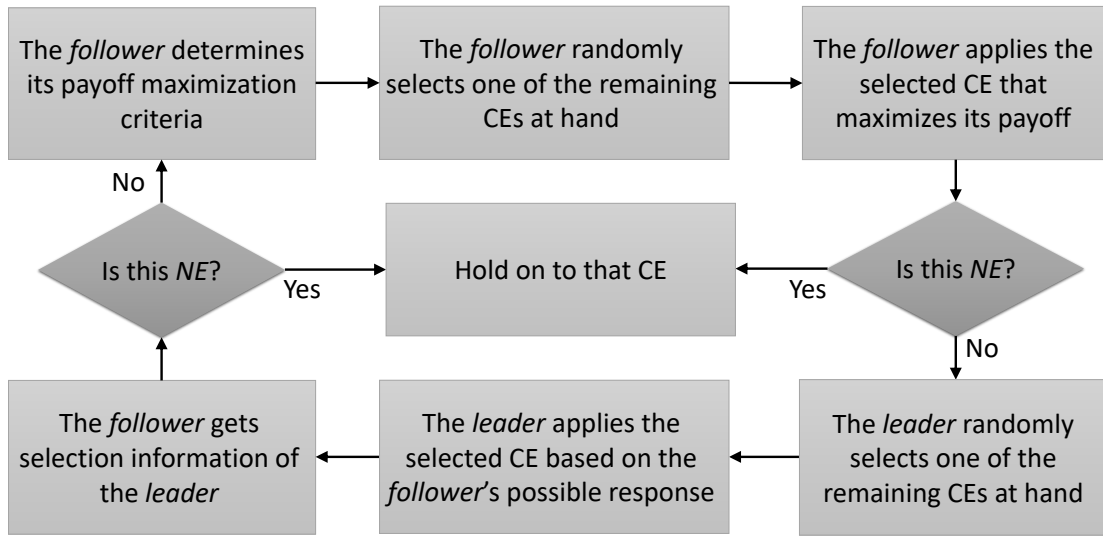 The follower determines
its payoff maximization
criteria
The follower randomly
selects one of the remaining
CEs at hand
The follower applies the
selected CE that
maximizes its payoff
No
Is this NE?
Yes
Hold on to that CE
Is this NE?
Yes
No
The follower gets
selection information of
the leader
The leader applies the
selected CE based on the
follower’s possible response
The leader randomly
selects one of the
remaining CEs at hand